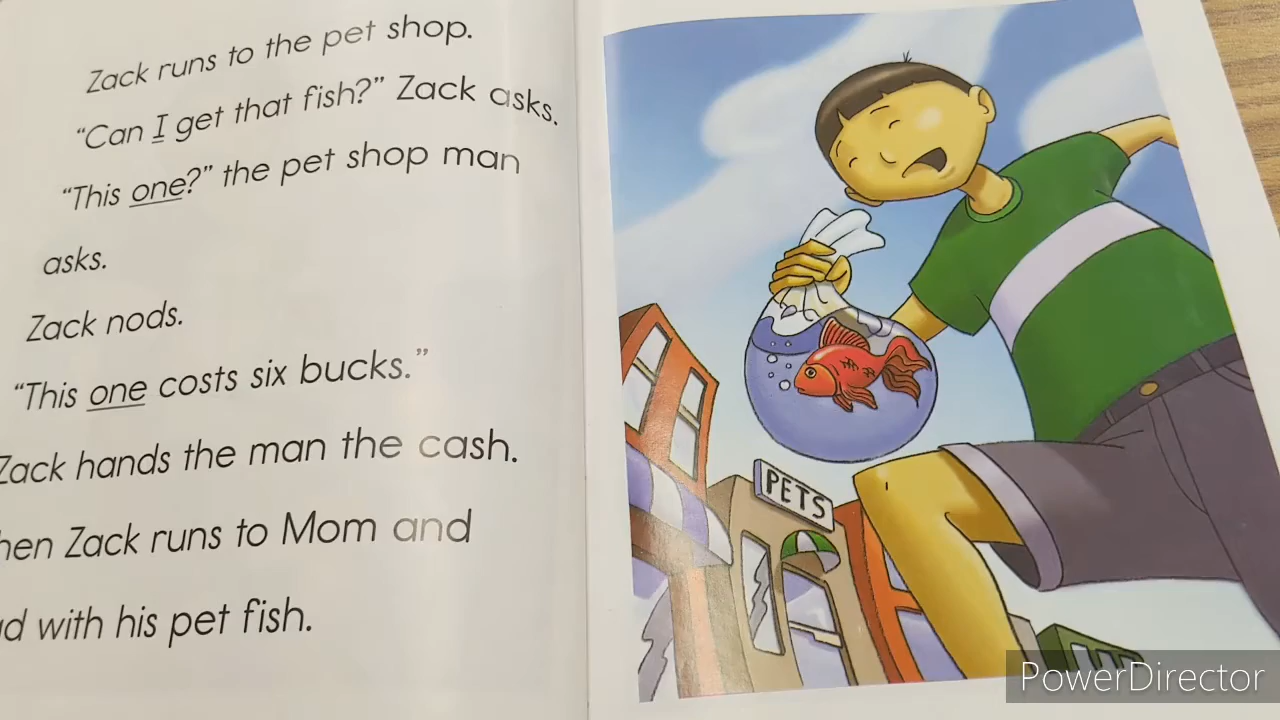 Zack runs to the pet shop.
“Can I get that fish?” Zack asks.
“This one?” the pet shop man
asks.
Zack nods.
“This one costs six bucks.”
Zack hands the man the cash.
hen Zack runs to Mom and
d with his pet fish.
PETS
PowerDirector